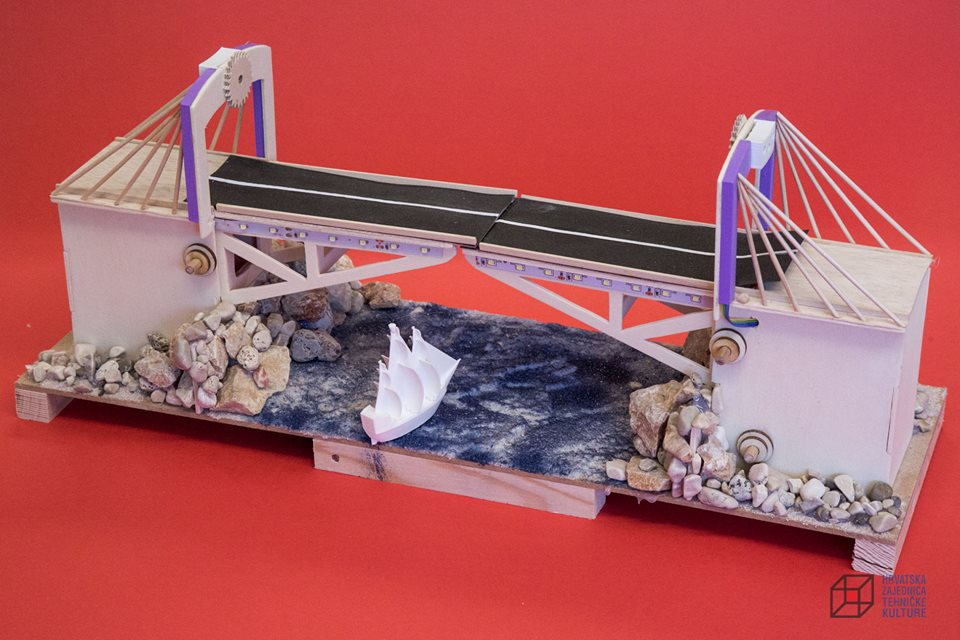 HRVATSKA
ZAJEDNICA
TEHNIČKE
KULTURE